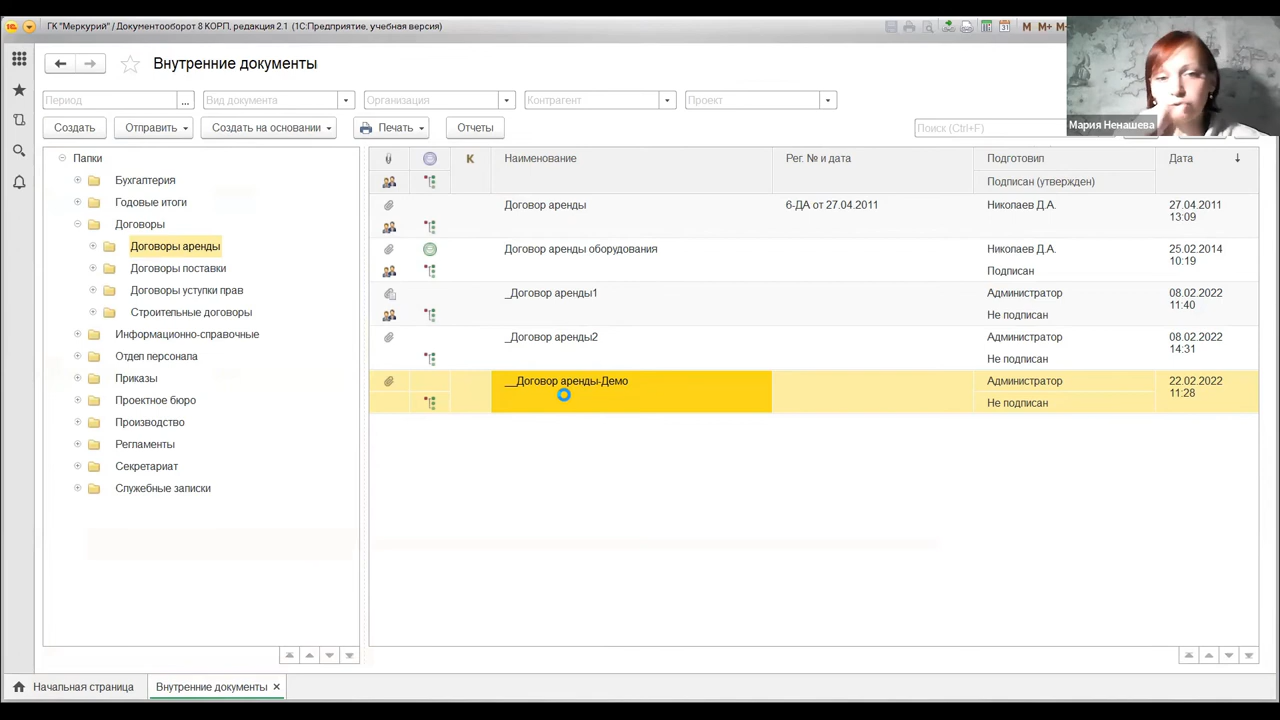 ГК "Меркурий" / Документооборот 8 КОРП, редакция 2.1 (1С:Предприятие, учебная версия)
M M+
Внутренние документы
Период ... Вид документа Организация Контрагент Проект
Создать Отправить Создать на основании Печать Отчеты Поиск (Ctrl+F)
Мария Ненашева
Папки
Бухгалтерия
Годовые итоги
Договоры
Договоры аренды
Договоры поставки
Договоры уступки прав
Строительные договоры
Информационно-справочные
Отдел персонала
Приказы
Проектное бюро
Производство
Регламенты
Секретариат
Служебные записки
К Наименование Рег. № и дата Подготовил Дата
Подписан (утвержден)
Договор аренды 6-ДА от 27.04.2011 Николаев Д.А. 27.04.2011
13:09
Договор аренды оборудования Николаев Д.А. 25.02.2014
Подписан 10:19
_Договор аренды1 Администратор 08.02.2022
Не подписан 11:40
_Договор аренды2 Администратор 08.02.2022
Не подписан 14:31
__Договор аренды-Демо Администратор 22.02.2022
Не подписан 11:28
Начальная страница Внутренние документы ×